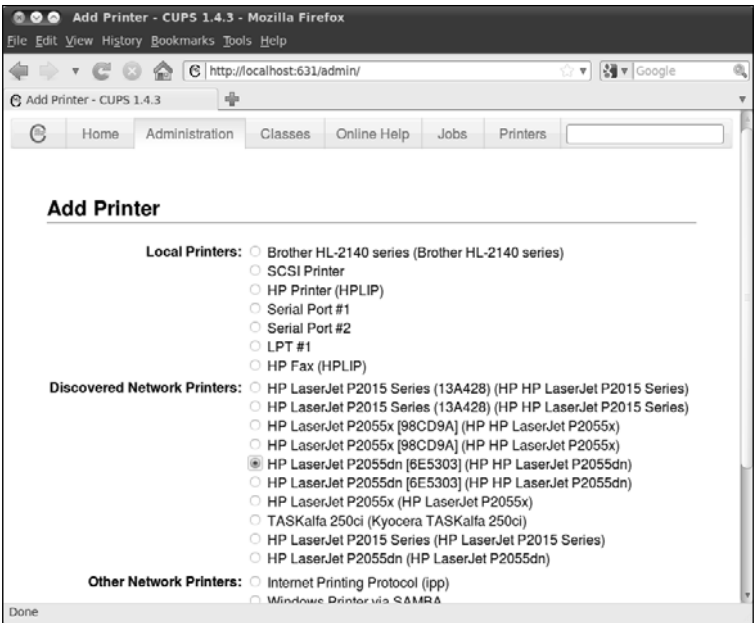 Add Printer - CUPS 1.4.3 - Mozilla Firefox
File Edit View History Bookmarks Tools Help
http://localhost:631/admin/
Google
Add Printer - CUPS 1.4.3
Home Administration Classes Online Help Jobs Printers
Add Printer
Local Printers: Brother HL-2140 series (Brother HL-2140 series)
SCSI Printer
HP Printer (HPLIP)
Serial Port #1
Serial Port #2
LPT #1
HP Fax (HPLIP)
Discovered Network Printers: HP LaserJet P2015 Series (13A428) (HP HP LaserJet P2015 Series)
HP LaserJet P2015 Series (13A428) (HP HP LaserJet P2015 Series)
HP LaserJet P2055x [98CD9A] (HP HP LaserJet P2055x)
HP LaserJet P2055x [98CD9A] (HP HP LaserJet P2055x)
HP LaserJet P2055dn [6E5303] (HP HP LaserJet P2055dn)
HP LaserJet P2055dn [6E5303] (HP HP LaserJet P2055dn)
HP LaserJet P2055x (HP LaserJet P2055x)
TASKalfa 250ci (Kyocera TASKalfa 250ci)
HP LaserJet P2015 Series (HP LaserJet P2015 Series)
HP LaserJet P2055dn (HP LaserJet P2055dn)
Other Network Printers: Internet Printing Protocol (ipp)
Windows Printer via SAMBA
Done